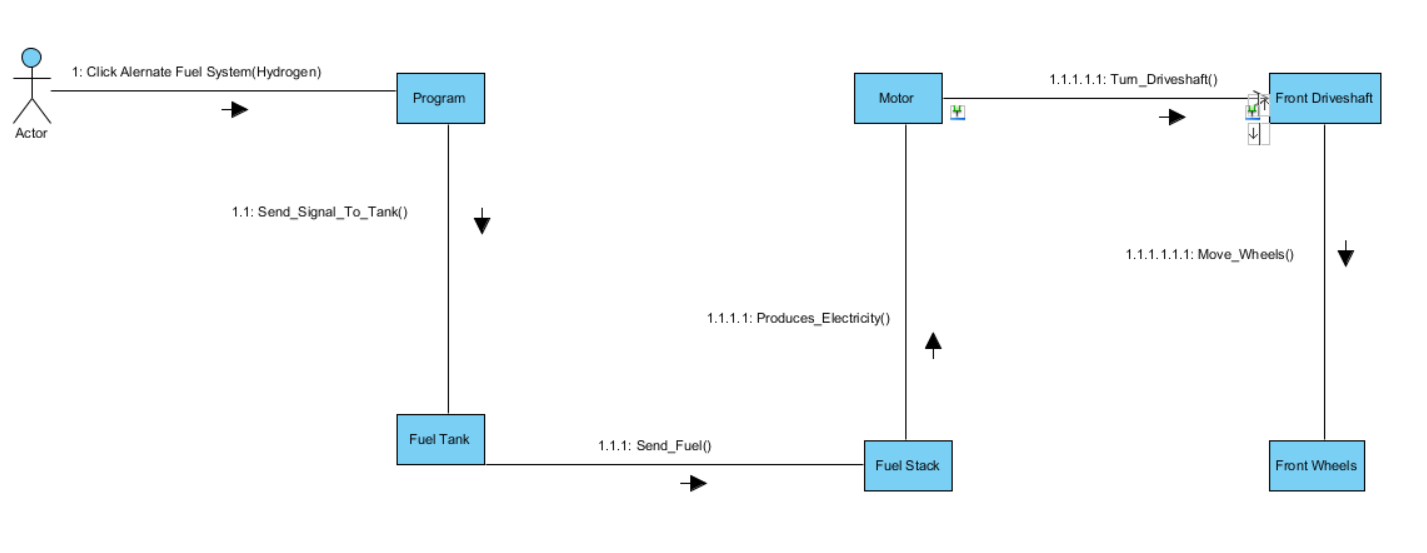 1: Click Alernate Fuel System(Hydrogen)
Actor
Program
Motor
1.1.1.1.1: Turn_Driveshaft()
Front Driveshaft
1.1: Send_Signal_To_Tank()
1.1.1.1.1.1: Move_Wheels()
1.1.1.1: Produces_Electricity()
Fuel Tank
1.1.1: Send_Fuel()
Fuel Stack
Front Wheels